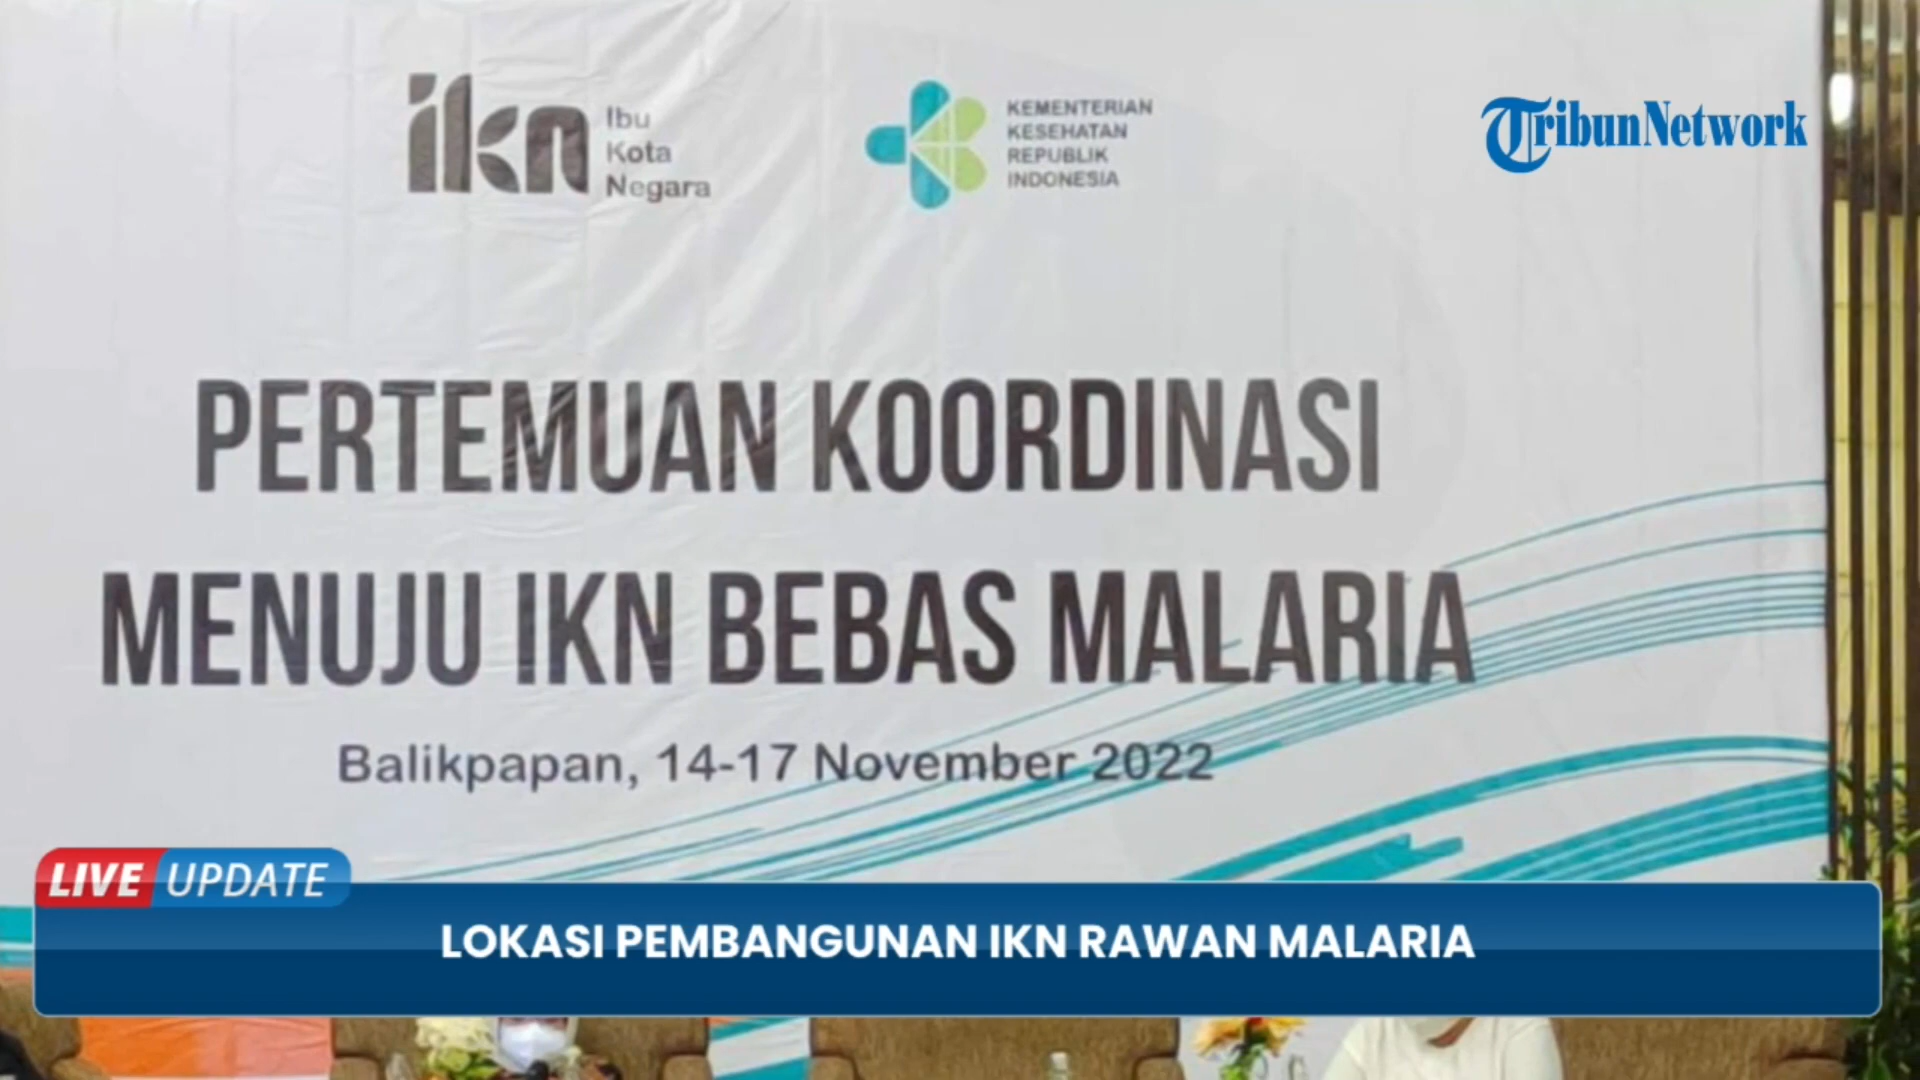 ikn
Ibu
Kota
Negara
KEMENTERIAN
KESEHATAN
REPUBLIK
INDONESIA
TribunNetwork
PERTEMUAN KOORDINASI
MENUJU IKN BEBAS MALARIA
Balikpapan, 14-17 November 2022
LIVE UPDATE
LOKASI PEMBANGUNAN IKN RAWAN MALARIA